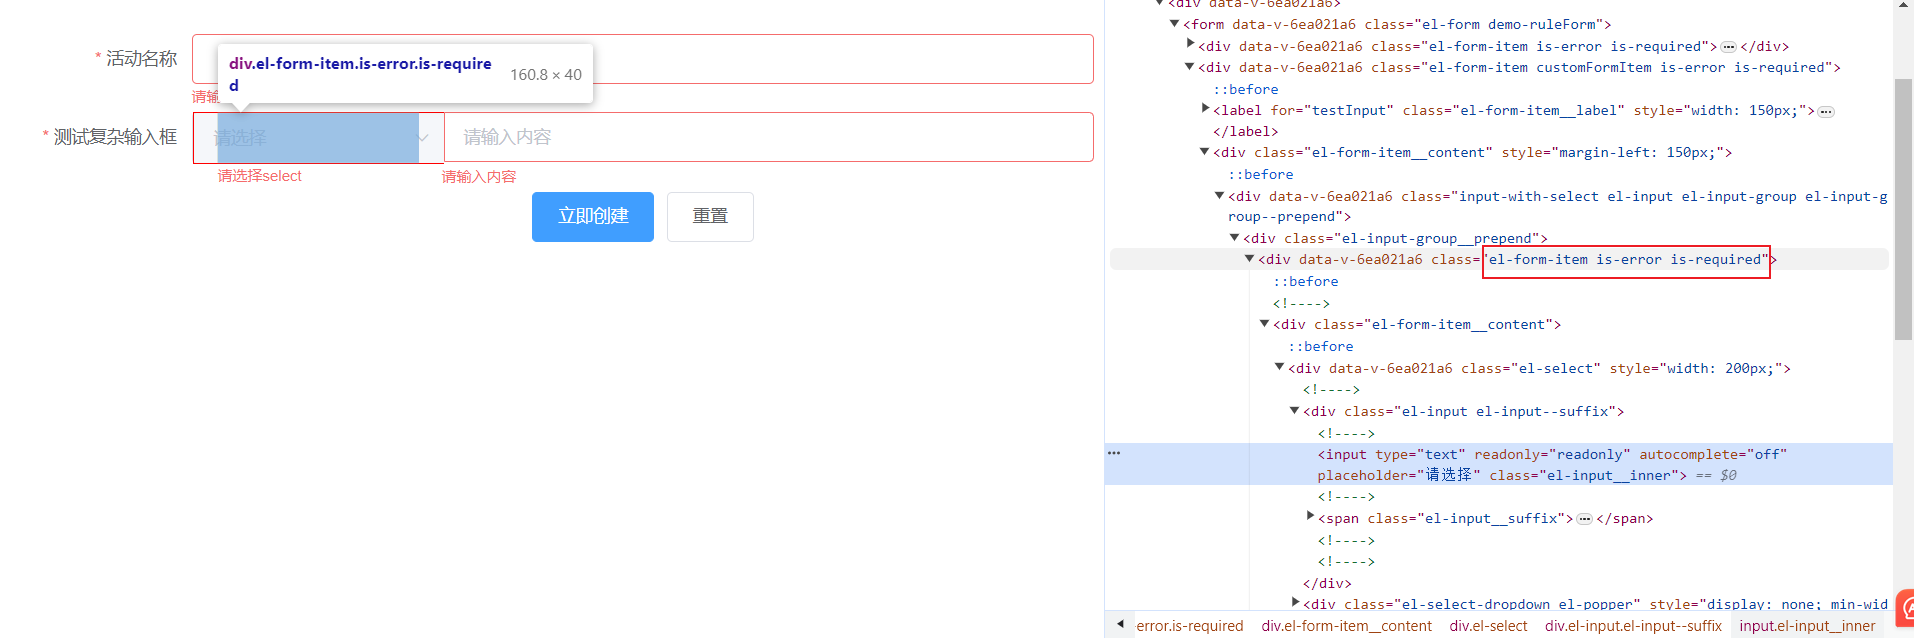 * 活动名称
div.el-form-item.is-error.is-require
d
160.8 × 40
请输
* 测试复杂输入框
请选择
请输入内容
请选择select
请输入内容
立即创建
重置
<div data-v-6ea021a6>
<form data-v-6ea021a6 class="el-form demo-ruleForm">
<div data-v-6ea021a6 class="el-form-item is-error is-required">…</div>
<div data-v-6ea021a6 class="el-form-item customFormItem is-error is-required">
::before
<label for="testInput" class="el-form-item__label" style="width: 150px;">…
</label>
<div class="el-form-item__content" style="margin-left: 150px;">
::before
<div data-v-6ea021a6 class="input-with-select el-input el-input-group el-input-g
roup--prepend">
<div class="el-input-group__prepend">
<div data-v-6ea021a6 class="el-form-item is-error is-required">
::before
<!---->
<div class="el-form-item__content">
::before
<div data-v-6ea021a6 class="el-select" style="width: 200px;">
<!---->
<div class="el-input el-input--suffix">
<!---->
<input type="text" readonly="readonly" autocomplete="off"
placeholder="请选择" class="el-input__inner"> == $0
<!---->
<span class="el-input__suffix">…</span>
<!---->
<!---->
</div>
<div class="el-select-dropdown el-popper" style="display: none; min-wid
-error.is-required div.el-form-item__content div.el-select div.el-input.el-input--suffix input.el-input__inner